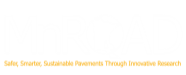 Safer, Smarter, Sustainable Pavements Through Innovative Research